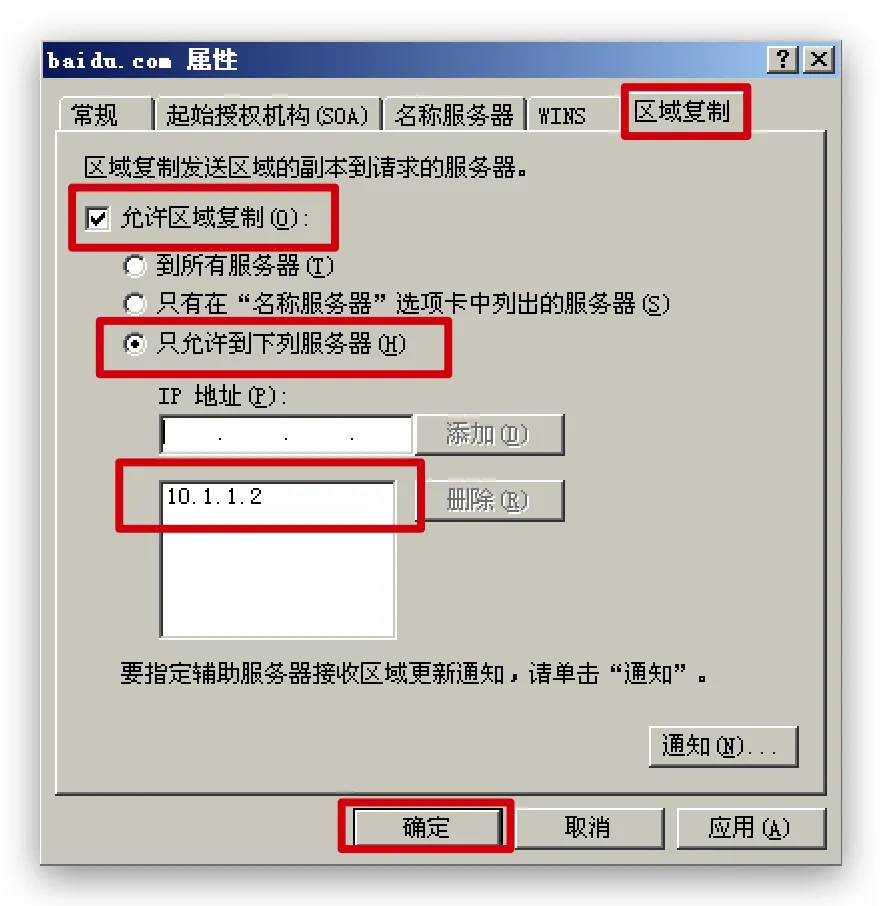 baidu.com 属性
常规 起始授权机构(SOA) 名称服务器 WINS 区域复制
区域复制发送区域的副本到请求的服务器。
允许区域复制(O):
到所有服务器(T)
只有在“名称服务器”选项卡中列出的服务器(S)
只允许到下列服务器(H)
IP 地址(P):
. . . 添加(D)
10.1.1.2 删除(R)
要指定辅助服务器接收区域更新通知，请单击“通知”。
通知(N)...
确定 取消 应用(A)